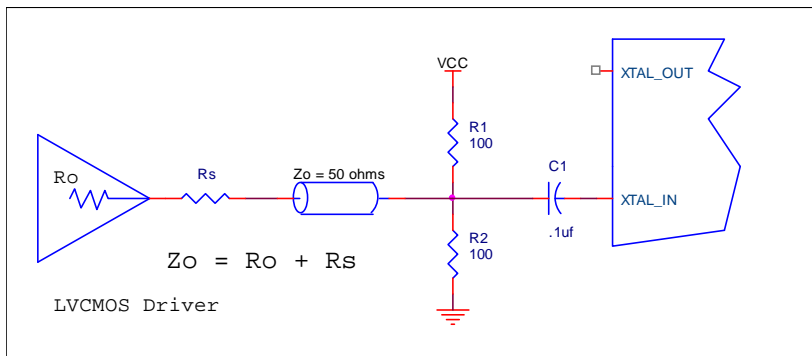 VCC
XTAL_OUT
R1
100
Ro
Rs
Zo = 50 ohms
C1
XTAL_IN
.1uf
R2
100
Zo = Ro + Rs
LVCMOS Driver